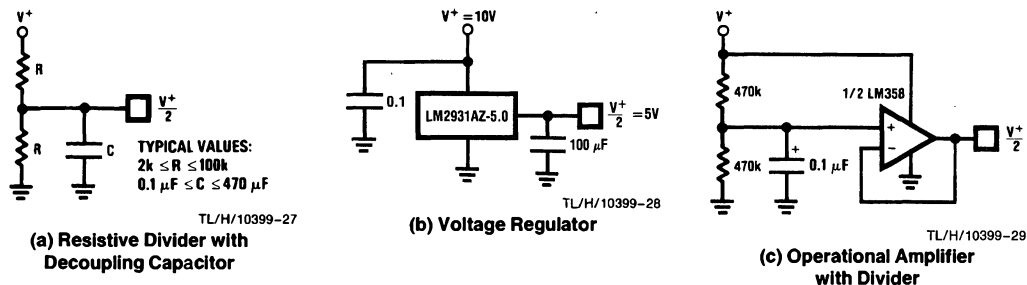 V+
R
R
C
V+
2
TYPICAL VALUES:
2k ≤ R ≤ 100k
0.1 µF ≤ C ≤ 470 µF
TL/H/10399-27
(a) Resistive Divider with
Decoupling Capacitor
V+ = 10V
0.1
LM2931AZ-5.0
V+
2 = 5V
100 µF
TL/H/10399-28
(b) Voltage Regulator
V+
470k
470k
+
0.1 µF
1/2 LM358
+
−
V+
2
TL/H/10399-29
(c) Operational Amplifier
with Divider